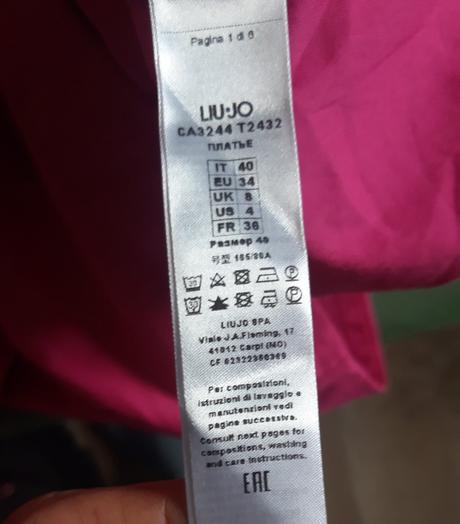 Pagina 1 di 6
LIU·JO
CA3244 T2432
ПЛАТЬЕ
IT 40
EU 34
UK 8
US 4
FR 36
Размер 40
号型 165/80A
LIUJO SPA
Viale J.A.Fleming, 17
41012 Carpi (MO)
CF 02322360369
Per composizioni,
istruzioni di lavaggio e
manutenzioni vedi
pagine successive.
Consult next pages for
compositions, washing
and care instructions.
EAC